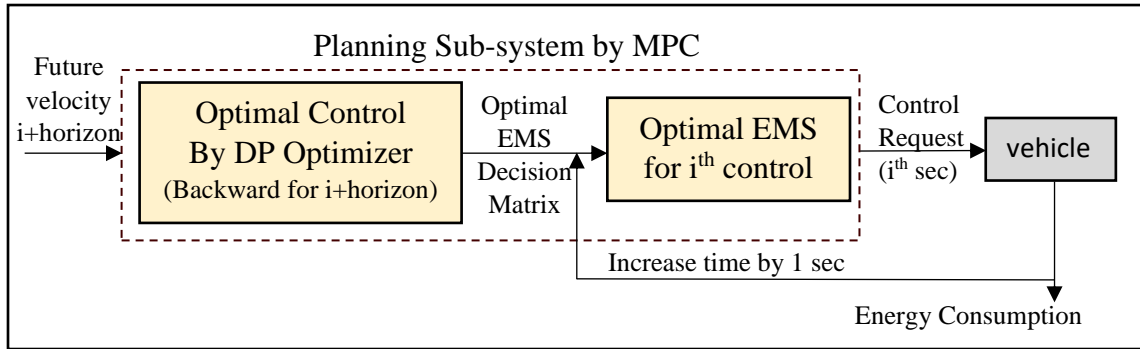 Planning Sub-system by MPC
Future
velocity
i+horizon
Optimal Control
By DP Optimizer
(Backward for i+horizon)
Optimal
EMS
Decision
Matrix
Optimal EMS
for iᵗʰ control
Control
Request
(iᵗʰ sec)
vehicle
Increase time by 1 sec
Energy Consumption